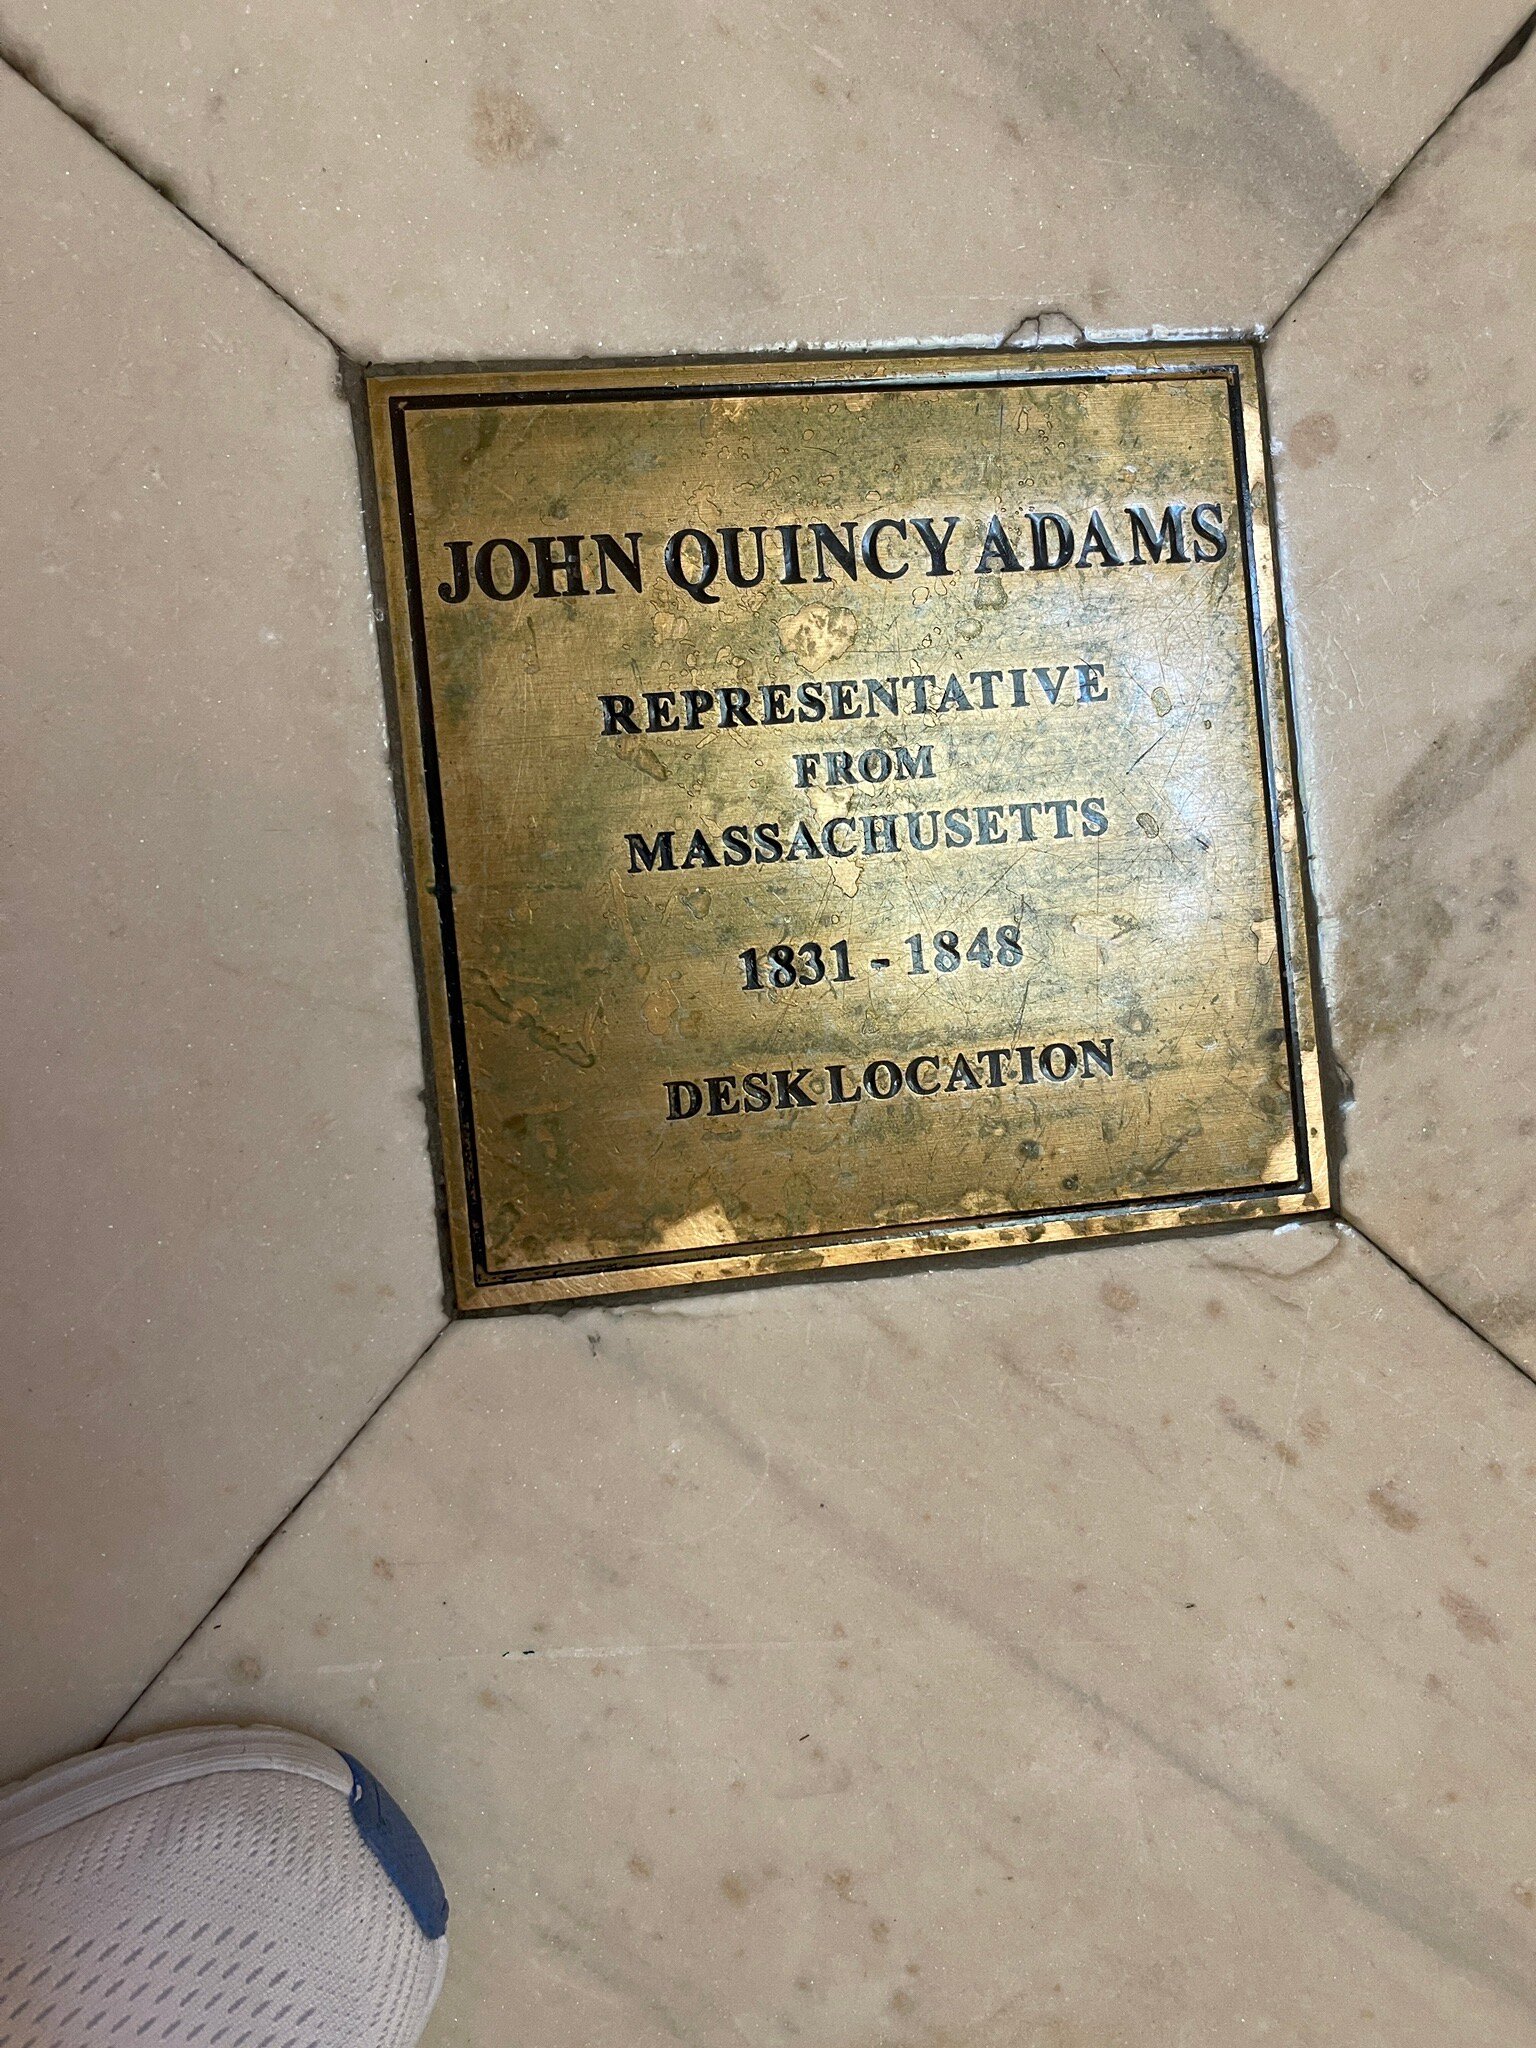 JOHN QUINCY ADAMS
REPRESENTATIVE
FROM
MASSACHUSETTS
1831 - 1848
DESK LOCATION